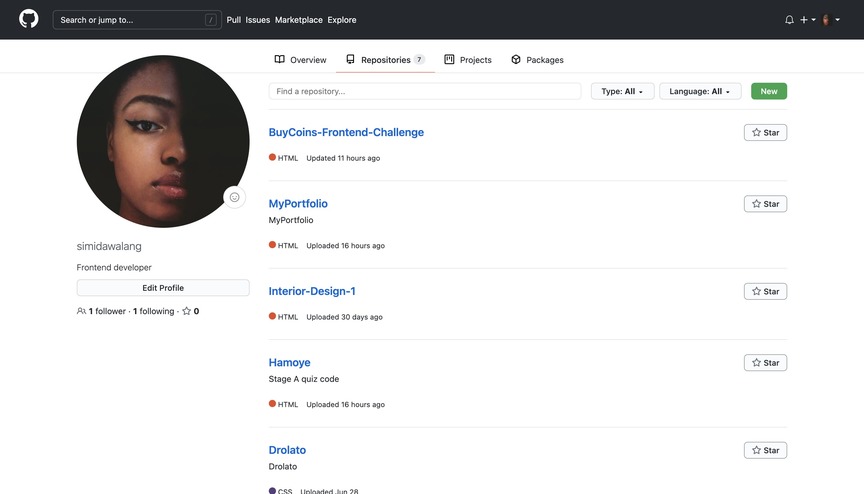 Search or jump to... /
Pull Issues Marketplace Explore
Overview Repositories 7 Projects Packages
Find a repository... Type: All Language: All New
BuyCoins-Frontend-Challenge Star
HTML Updated 11 hours ago
MyPortfolio Star
MyPortfolio
HTML Uploaded 16 hours ago
simidawalang
Frontend developer
Edit Profile
1 follower · 1 following · 0
Interior-Design-1 Star
HTML Uploaded 30 days ago
Hamoye Star
Stage A quiz code
HTML Uploaded 16 hours ago
Drolato Star
Drolato
CSS Uploaded Jun 28